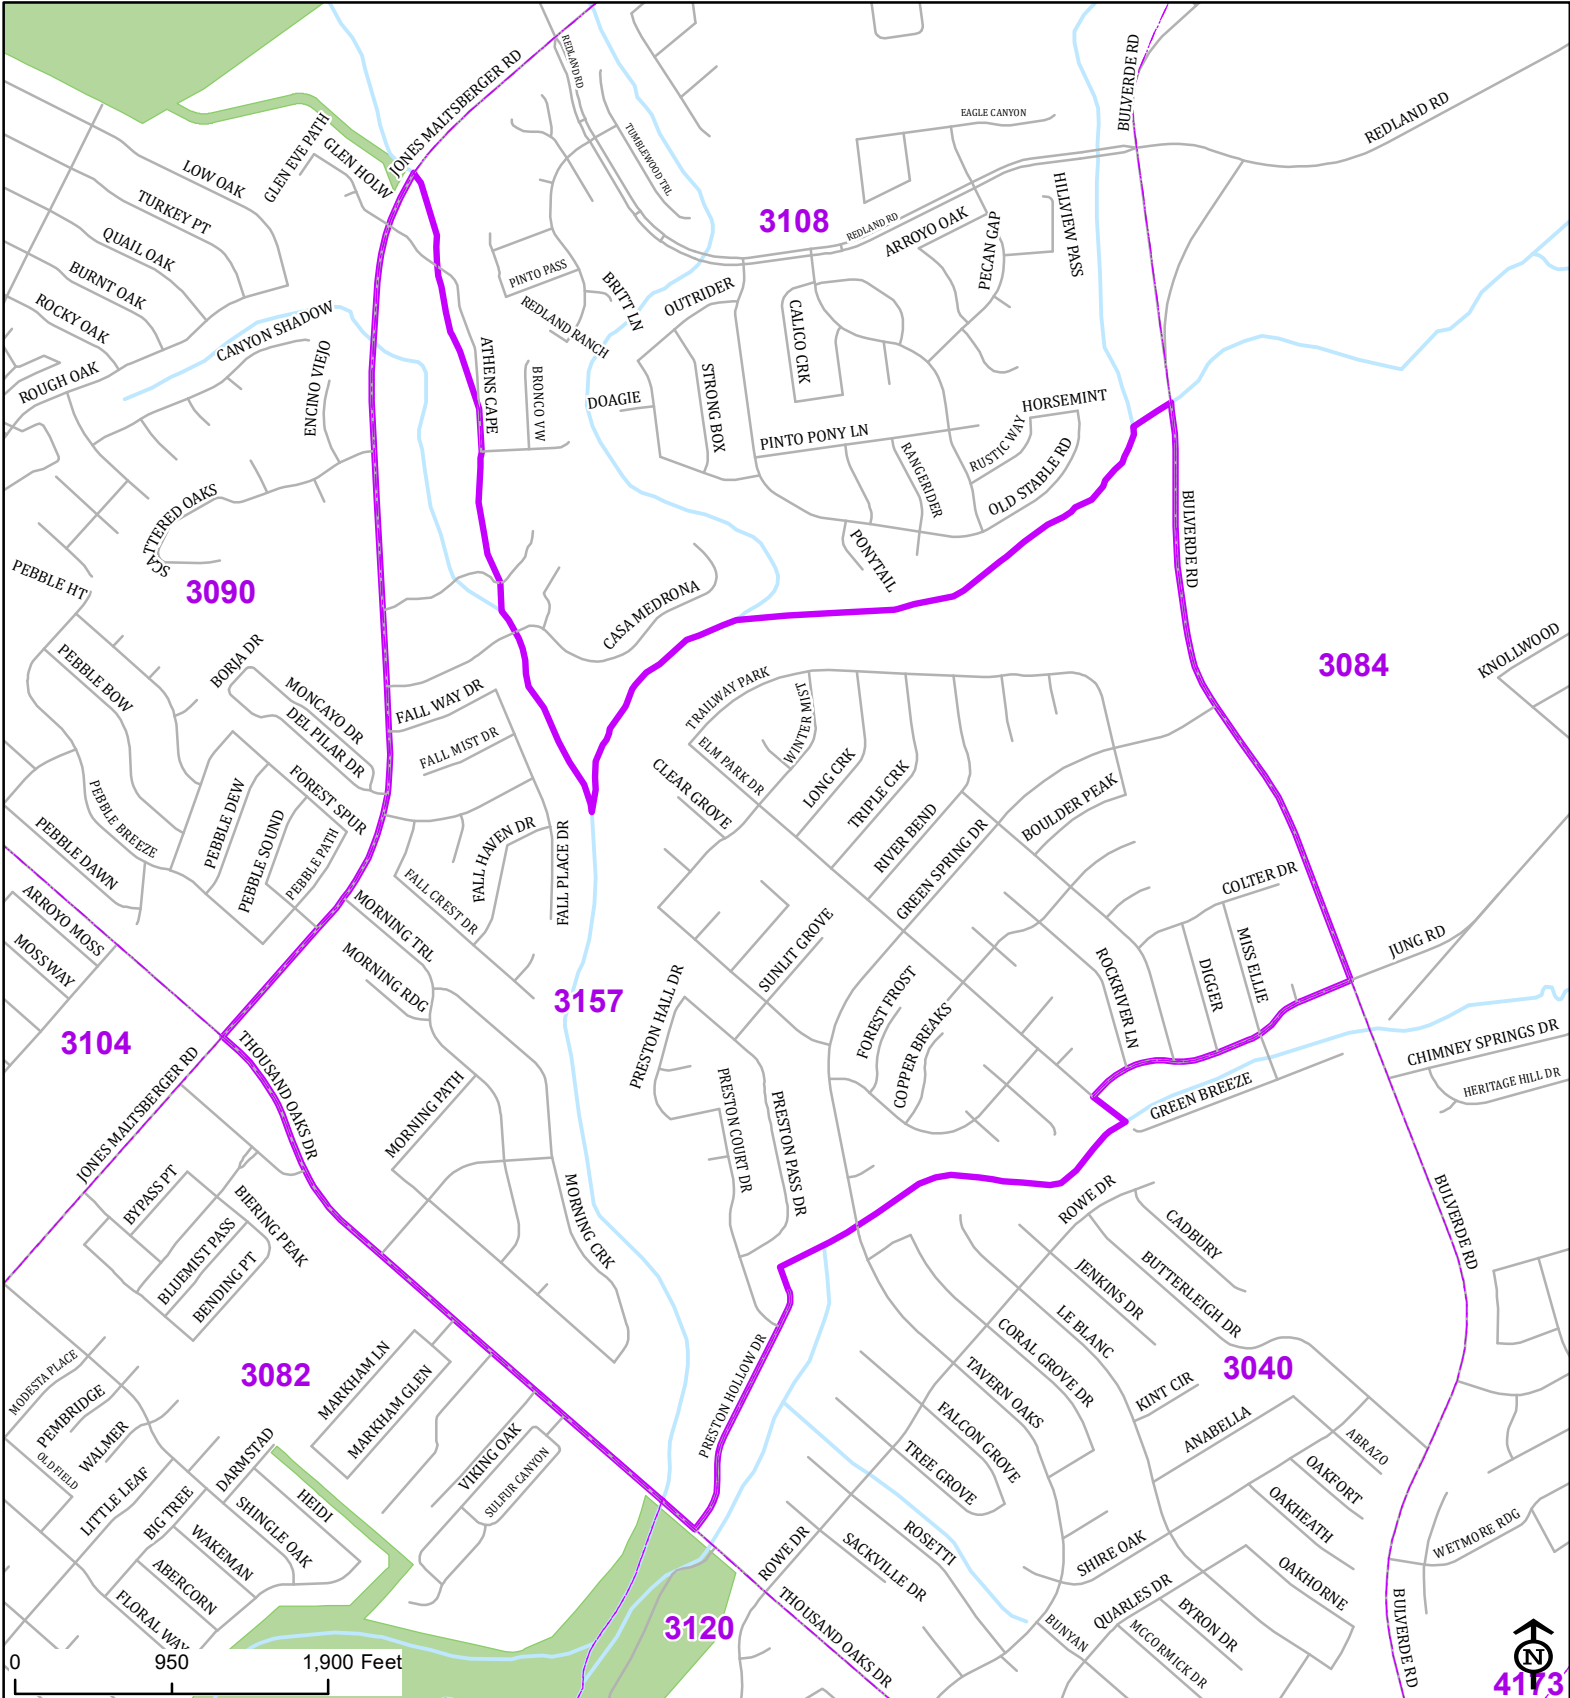 JONES MALTSBERGER RD
REDLAND RD
BULVERDE RD
REDLAND RD
EAGLE CANYON
TUMBLEWOOD TRL
GLEN EVE PATH
GLEN HOLW
LOW OAK
TURKEY PT
QUAIL OAK
BURNT OAK
ROCKY OAK
ROUGH OAK
CANYON SHADOW
ENCINO VIEJO
3108
REDLAND RD
ARROYO OAK
PECAN GAP
HILLVIEW PASS
PINTO PASS
BRITT LN
REDLAND RANCH
OUTRIDER
CALICO CRK
ATHENS CAPE
BRONCO VW
DOAGIE
STRONG BOX
PINTO PONY LN
RANGERIDER
RUSTIC WAY
HORSEMINT
OLD STABLE RD
PONYTAIL
BULVERDE RD
SCATTERED OAKS
PEBBLE HT
3090
CASA MEDRONA
3084
KNOLLWOOD
PEBBLE BOW
BORJA DR
MONCAYO DR
DEL PILAR DR
FALL WAY DR
FALL MIST DR
TRAILWAY PARK
WINTER MIST
ELM PARK DR
CLEAR GROVE
LONG CRK
TRIPLE CRK
RIVER BEND
GREEN SPRING DR
BOULDER PEAK
PEBBLE BREEZE
PEBBLE DEW
FOREST SPUR
PEBBLE SOUND
PEBBLE PATH
PEBBLE DAWN
FALL HAVEN DR
FALL PLACE DR
FALL CREST DR
COLTER DR
MISS ELLIE
DIGGER
JUNG RD
ARROYO MOSS
MOSSWAY
MORNING TRL
MORNING RDG
SUNLIT GROVE
ROCKRIVER LN
3157
3104
PRESTON HALL DR
FOREST FROST
COPPER BREAKS
CHIMNEY SPRINGS DR
HERITAGE HILL DR
GREEN BREEZE
JONES MALTSBERGER RD
THOUSAND OAKS DR
MORNING PATH
PRESTON COURT DR
PRESTON PASS DR
BYPASS PT
BIERING PEAK
BLUEMIST PASS
BENDING PT
MORNING CRK
ROWE DR
CADBURY
BUTTERLEIGH DR
JENKINS DR
LE BLANC
BULVERDE RD
3082
MODESTA PLACE
PEMBRIDGE
WALMER
OLDFIELD
MARKHAM LN
MARKHAM GLEN
PRESTON HOLLOW DR
CORAL GROVE DR
TAVERN OAKS
FALCON GROVE
TREE GROVE
3040
KINT CIR
ANABELLA
ABRAZO
OAKFORT
OAKHEATH
OAKHORNE
WETMORE RDG
LITTLE LEAF
DARMSTAD
BIG TREE
HEIDI
SHINGLE OAK
WAKEMAN
ABERCORN
FLORAL WAY
VIKING OAK
SULFUR CANYON
ROSETTI
SACKVILLE DR
ROWE DR
SHIRE OAK
QUARLES DR
BYRON DR
MCCORMICK DR
BUNYAN
3120
THOUSAND OAKS DR
BULVERDE RD
0 950 1,900 Feet
N
4173